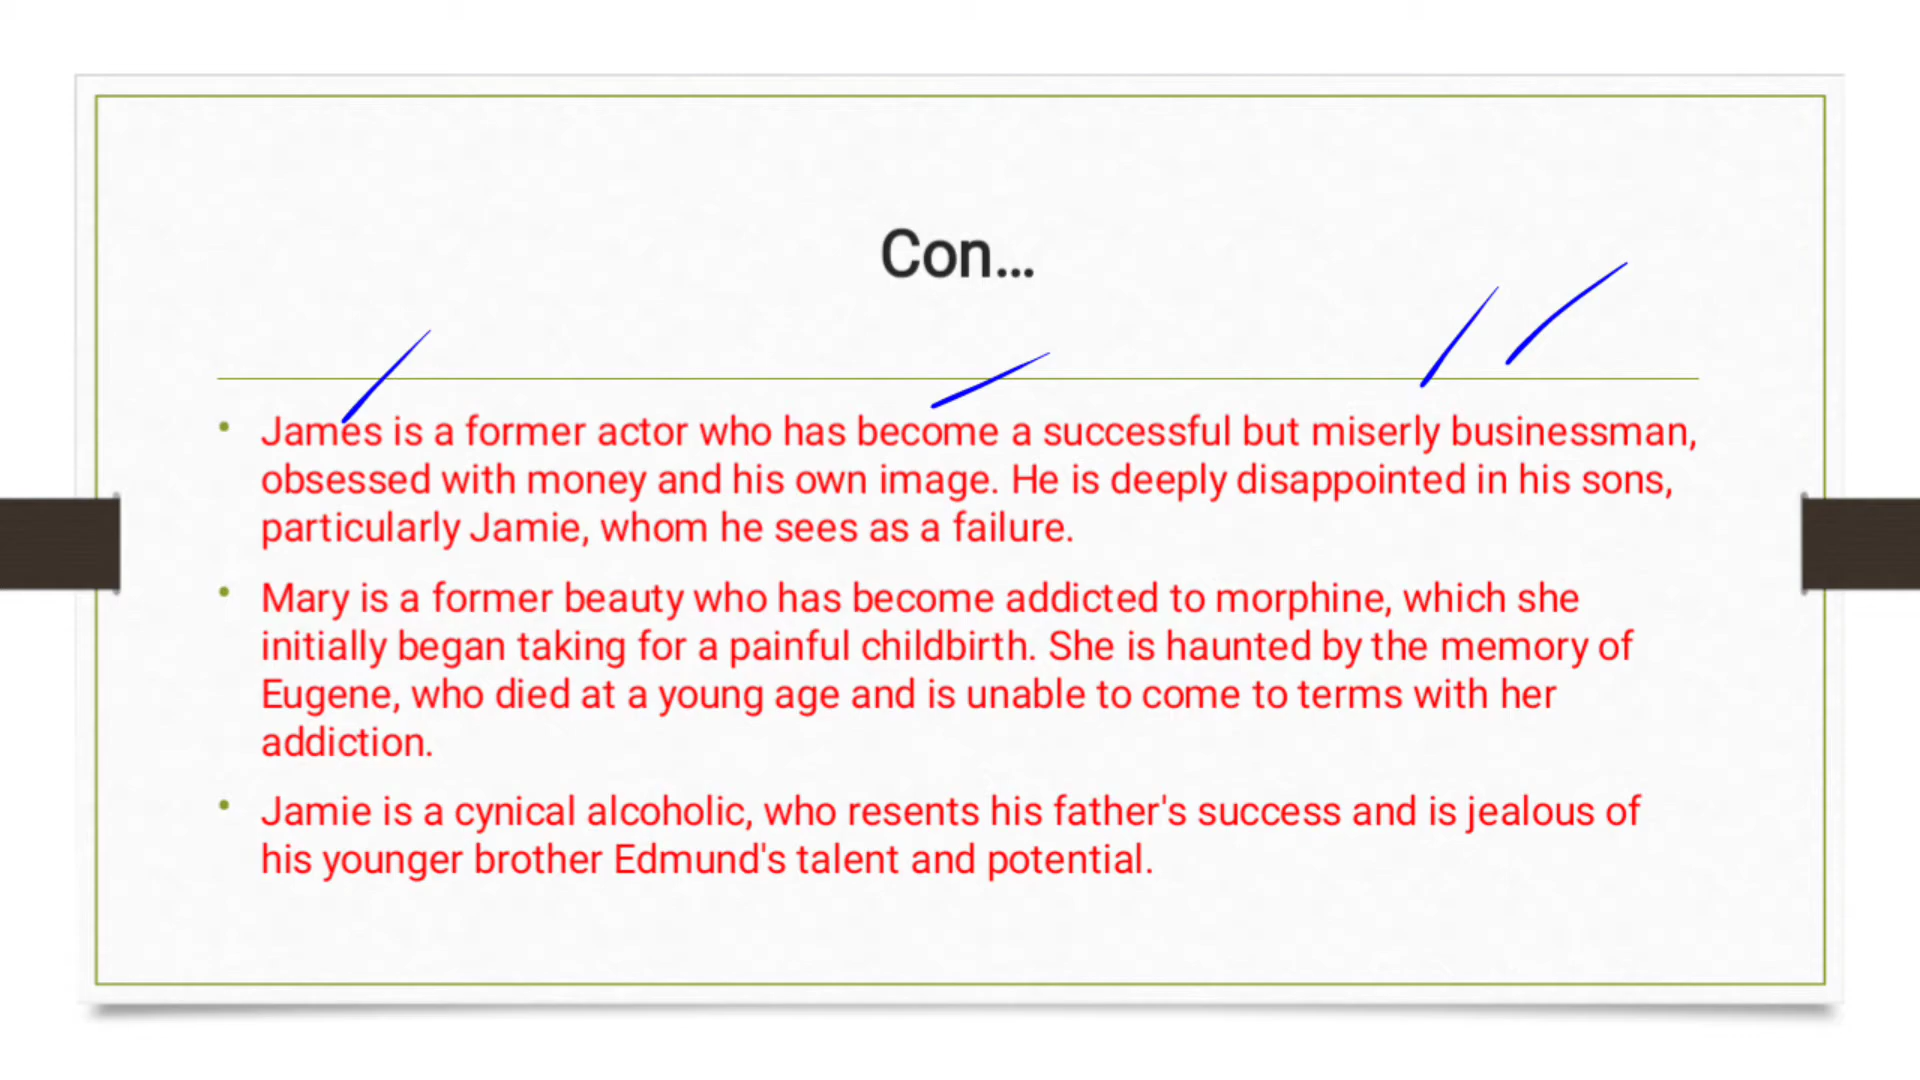 Con...
• James is a former actor who has become a successful but miserly businessman,
obsessed with money and his own image. He is deeply disappointed in his sons,
particularly Jamie, whom he sees as a failure.
• Mary is a former beauty who has become addicted to morphine, which she
initially began taking for a painful childbirth. She is haunted by the memory of
Eugene, who died at a young age and is unable to come to terms with her
addiction.
• Jamie is a cynical alcoholic, who resents his father's success and is jealous of
his younger brother Edmund's talent and potential.